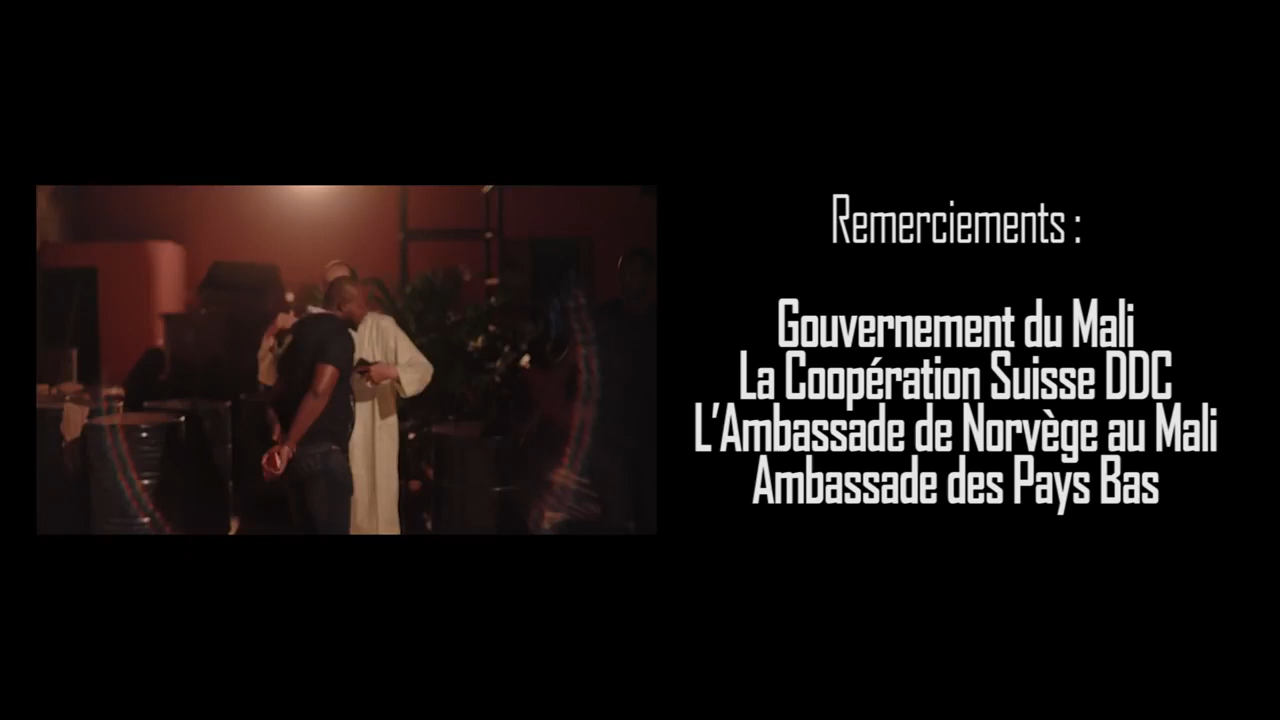 Remerciements :
Gouvernement du Mali
La Coopération Suisse DDC
L'Ambassade de Norvège au Mali
Ambassade des Pays Bas